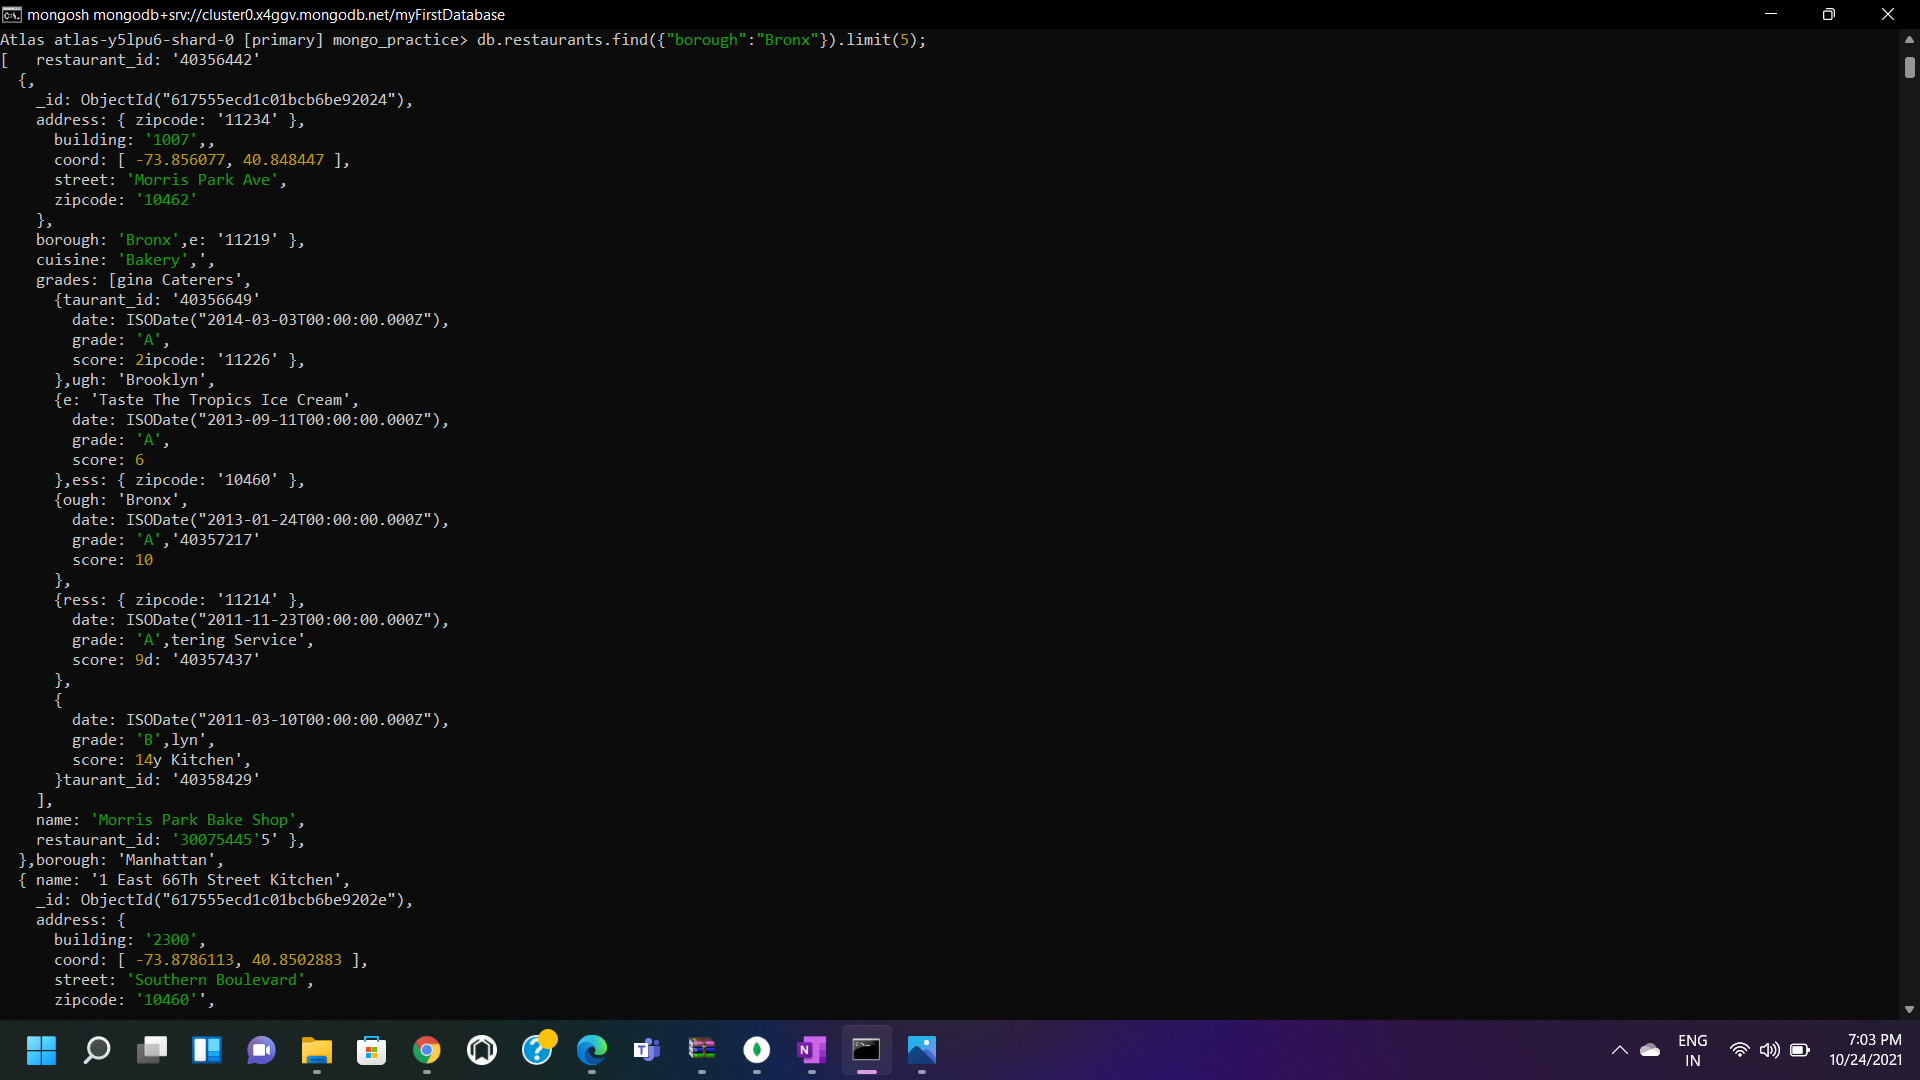 mongosh mongodb+srv://cluster0.x4ggv.mongodb.net/myFirstDatabase
Atlas atlas-y5lpu6-shard-0 [primary] mongo_practice> db.restaurants.find({"borough":"Bronx"}).limit(5);
[   restaurant_id: '40356442'
  {,
    _id: ObjectId("617555ecd1c01bcb6be92024"),
    address: { zipcode: '11234' },
      building: '1007',,
      coord: [ -73.856077, 40.848447 ],
      street: 'Morris Park Ave',
      zipcode: '10462'
    },
    borough: 'Bronx',e: '11219' },
    cuisine: 'Bakery',',
    grades: [gina Caterers',
      {taurant_id: '40356649'
        date: ISODate("2014-03-03T00:00:00.000Z"),
        grade: 'A',
        score: 2ipcode: '11226' },
      },ugh: 'Brooklyn',
      {e: 'Taste The Tropics Ice Cream',
        date: ISODate("2013-09-11T00:00:00.000Z"),
        grade: 'A',
        score: 6
      },ess: { zipcode: '10460' },
      {ough: 'Bronx',
        date: ISODate("2013-01-24T00:00:00.000Z"),
        grade: 'A','40357217'
        score: 10
      },
      {ress: { zipcode: '11214' },
        date: ISODate("2011-11-23T00:00:00.000Z"),
        grade: 'A',tering Service',
        score: 9d: '40357437'
      },
      {
        date: ISODate("2011-03-10T00:00:00.000Z"),
        grade: 'B',lyn',
        score: 14y Kitchen',
      }taurant_id: '40358429'
    ],
    name: 'Morris Park Bake Shop',
    restaurant_id: '30075445'5' },
  },borough: 'Manhattan',
  { name: '1 East 66Th Street Kitchen',
    _id: ObjectId("617555ecd1c01bcb6be9202e"),
    address: {
      building: '2300',
      coord: [ -73.8786113, 40.8502883 ],
      street: 'Southern Boulevard',
      zipcode: '10460'',
ENG
IN
7:03 PM
10/24/2021